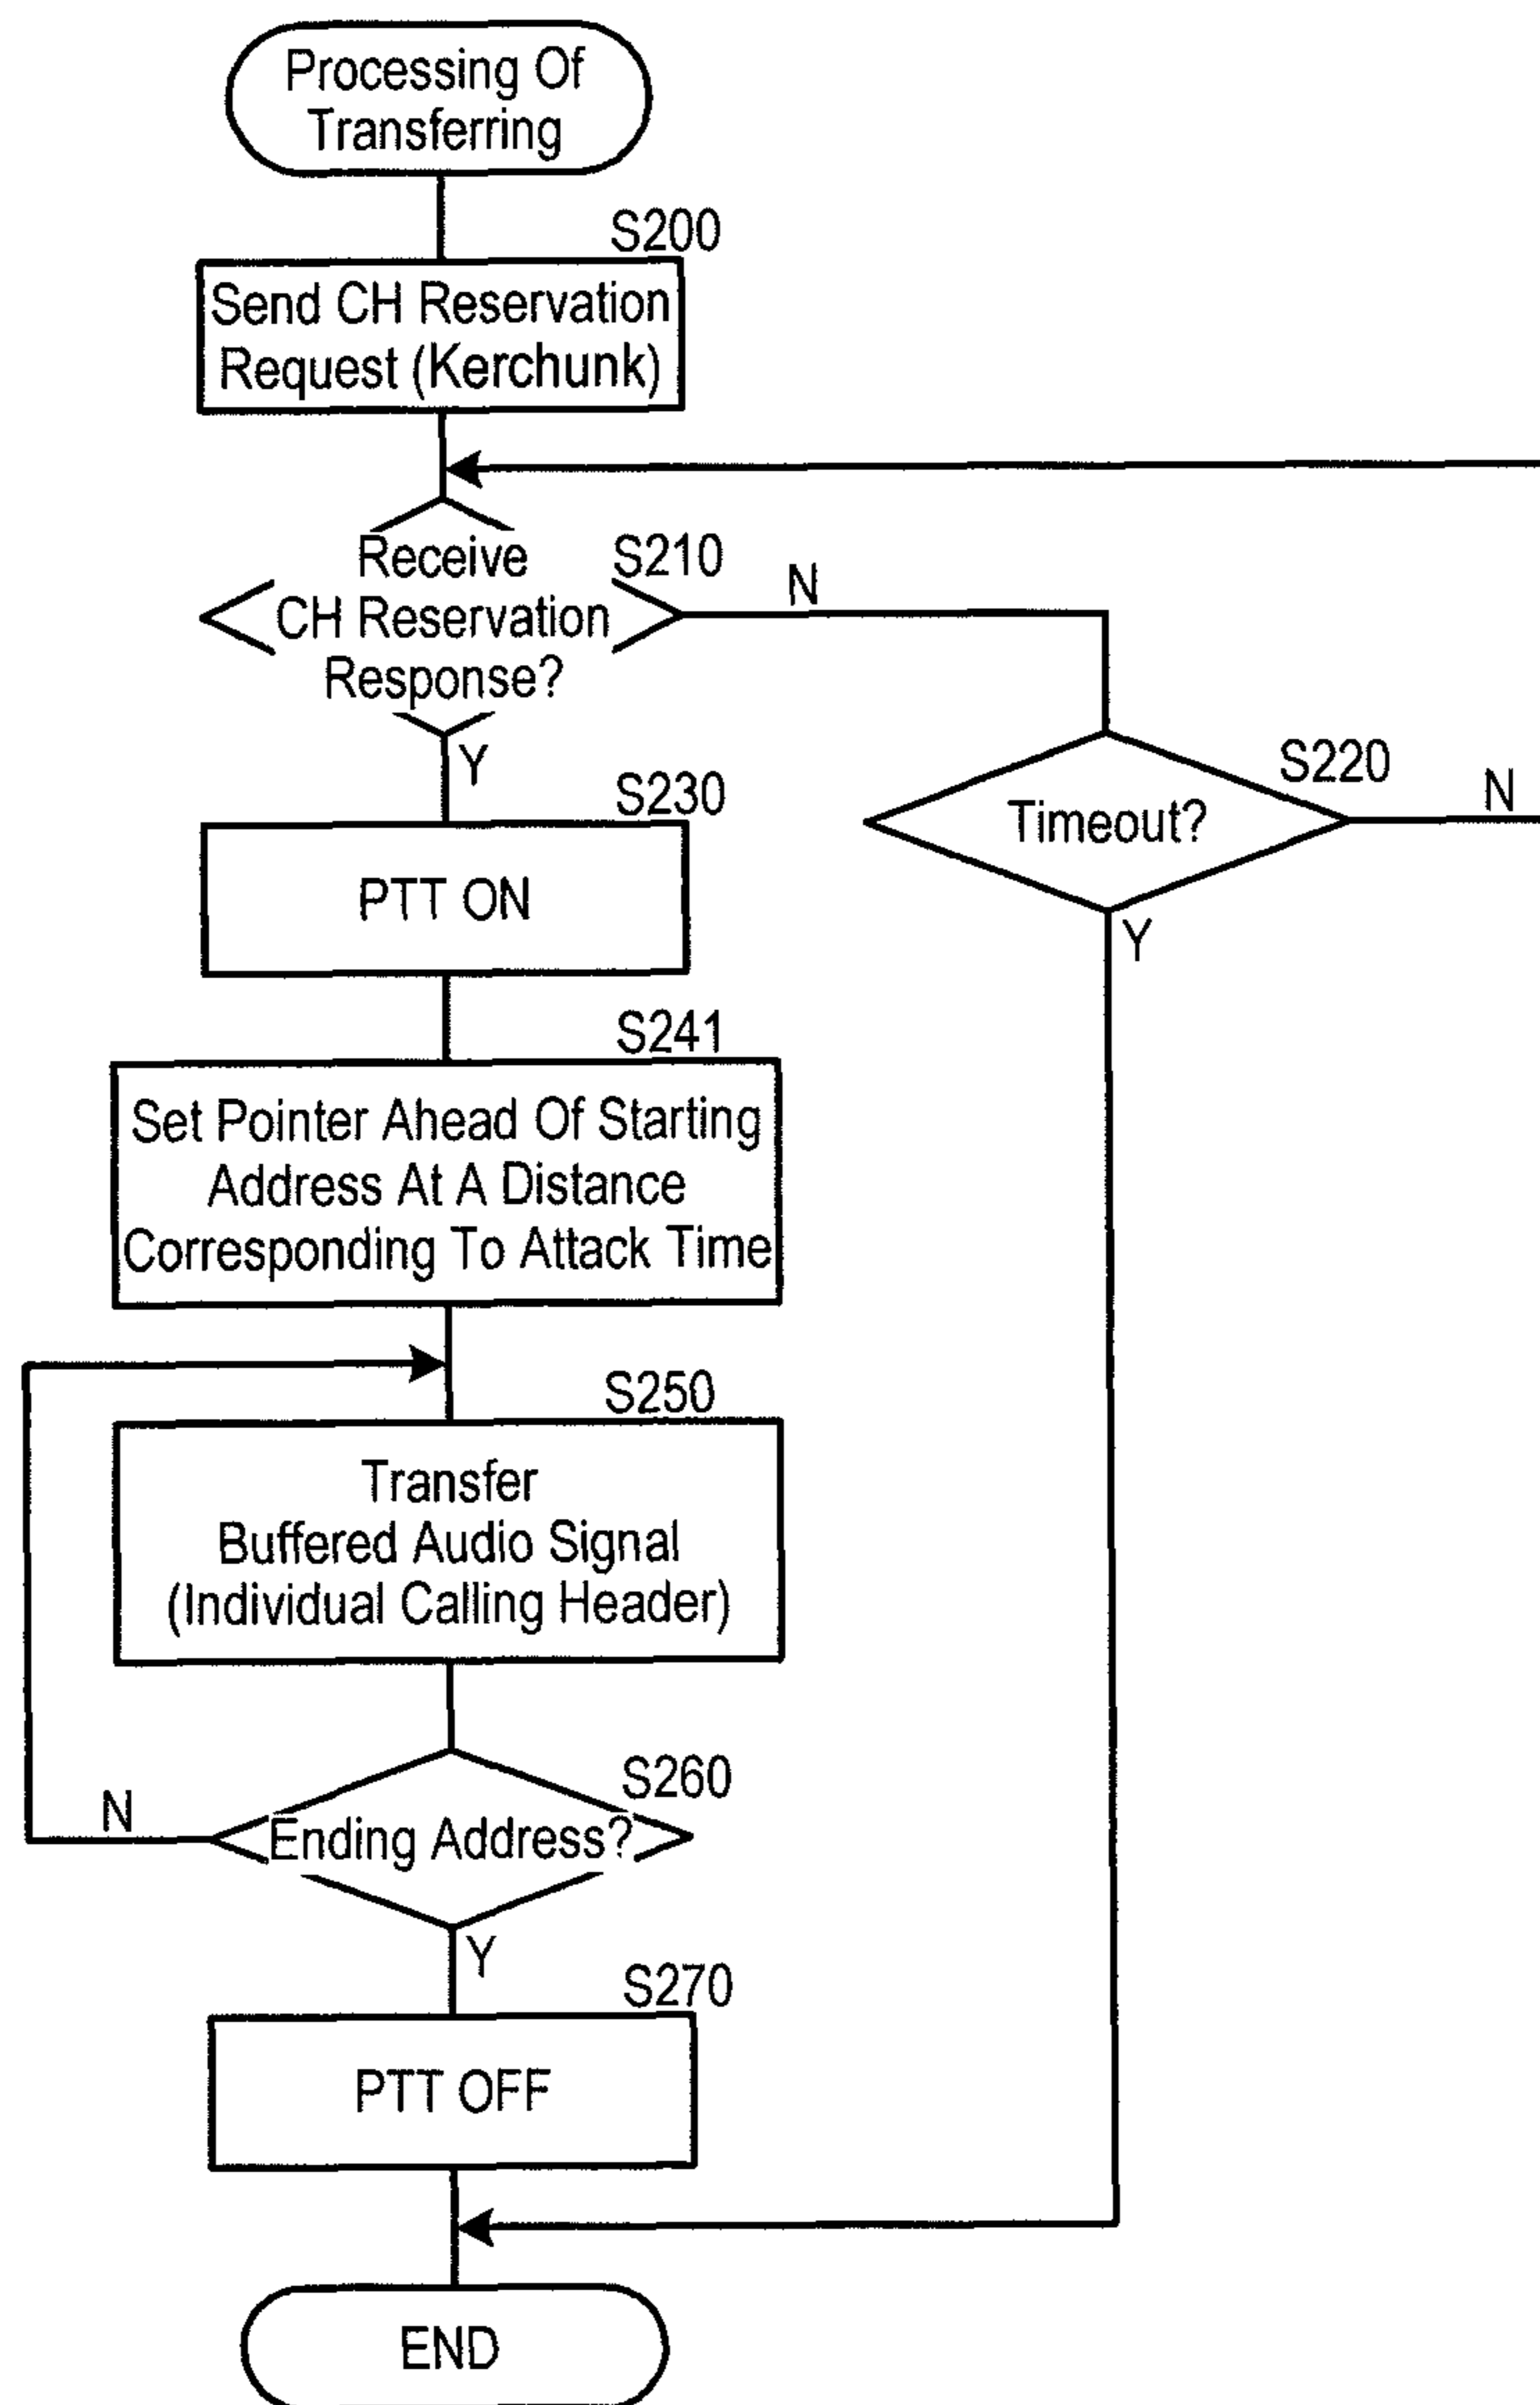 Processing Of
Transferring
S200
Send CH Reservation
Request (Kerchunk)
Receive
CH Reservation
Response?
S210
N
Y
S220
Timeout?
N
Y
S230
PTT ON
S241
Set Pointer Ahead Of Starting
Address At A Distance
Corresponding To Attack Time
S250
Transfer
Buffered Audio Signal
(Individual Calling Header)
S260
Ending Address?
N
Y
S270
PTT OFF
END